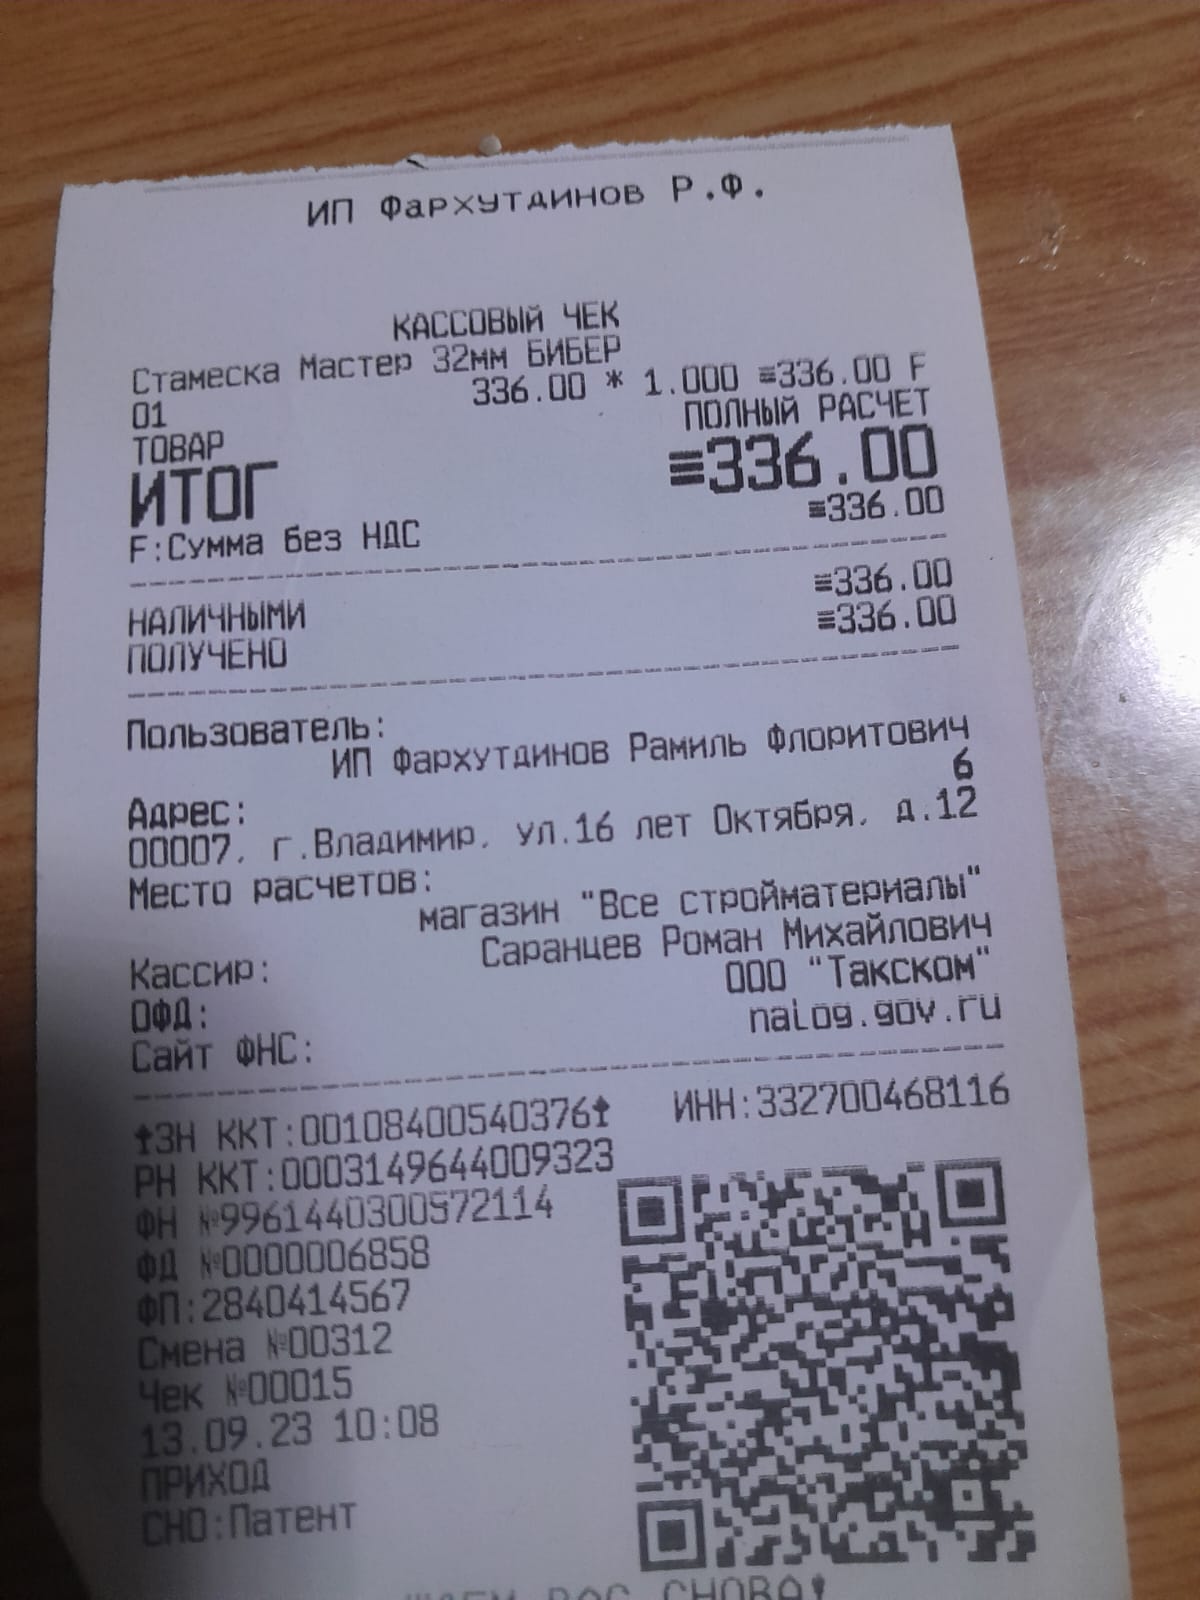 ИП Фархутдинов Р.Ф.
КАССОВЫЙ ЧЕК
Стамеска Мастер 32мм БИБЕР
336.00 * 1.000 ≡336.00 F
01 ПОЛНЫЙ РАСЧЕТ
ТОВАР
ИТОГ ≡336.00
F:Сумма без НДС ≡336.00
НАЛИЧНЫМИ ≡336.00
ПОЛУЧЕНО ≡336.00
Пользователь:
ИП Фархутдинов Рамиль Флоритович
6
Адрес:
00007, г.Владимир, ул.16 лет Октября, д.12
Место расчетов:
магазин "Все стройматериалы"
Кассир: Саранцев Роман Михайлович
ОФД: ООО "Такском"
Сайт ФНС: nalog.gov.ru
ЗН ККТ:00108400540376 ИНН:332700468116
РН ККТ:0003149644009323
ФН №9961440300572114
ФД №0000006858
ФП:2840414567
Смена №00312
Чек №00015
13.09.23 10:08
ПРИХОД
СНО:Патент
ВАС СНОВА!